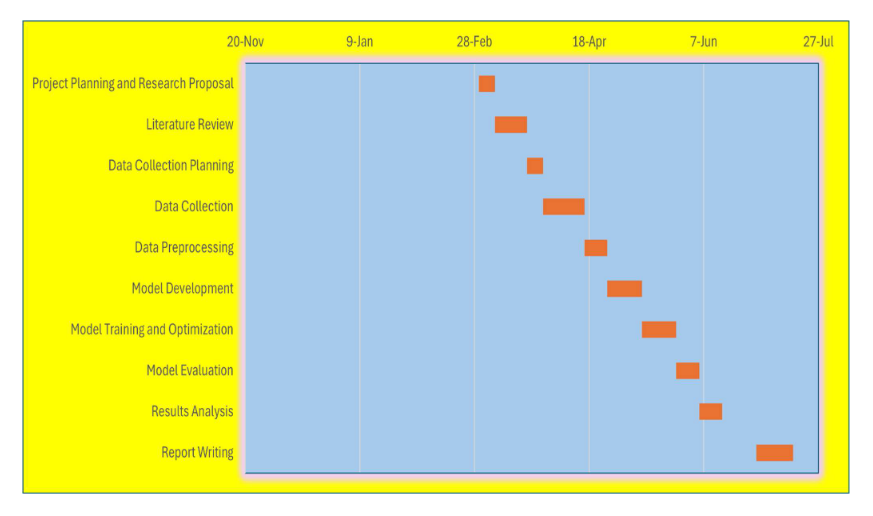 20-Nov 9-Jan 28-Feb 18-Apr 7-Jun 27-Jul
Project Planning and Research Proposal
Literature Review
Data Collection Planning
Data Collection
Data Preprocessing
Model Development
Model Training and Optimization
Model Evaluation
Results Analysis
Report Writing